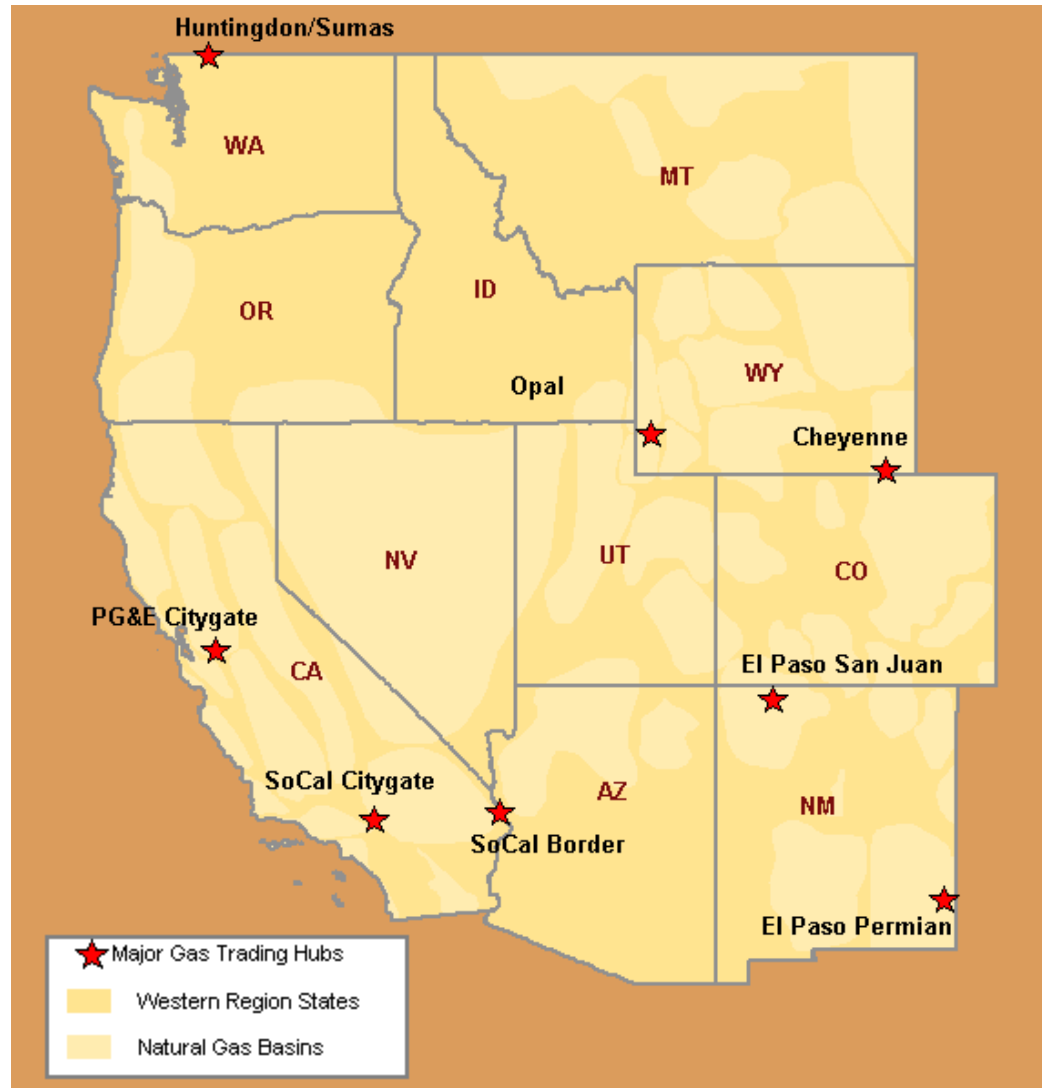 Huntingdon/Sumas
WA
MT
ID
OR
Opal
WY
Cheyenne
NV
UT
CO
PG&E Citygate
CA
El Paso San Juan
SoCal Citygate
AZ
NM
SoCal Border
El Paso Permian
Major Gas Trading Hubs
Western Region States
Natural Gas Basins